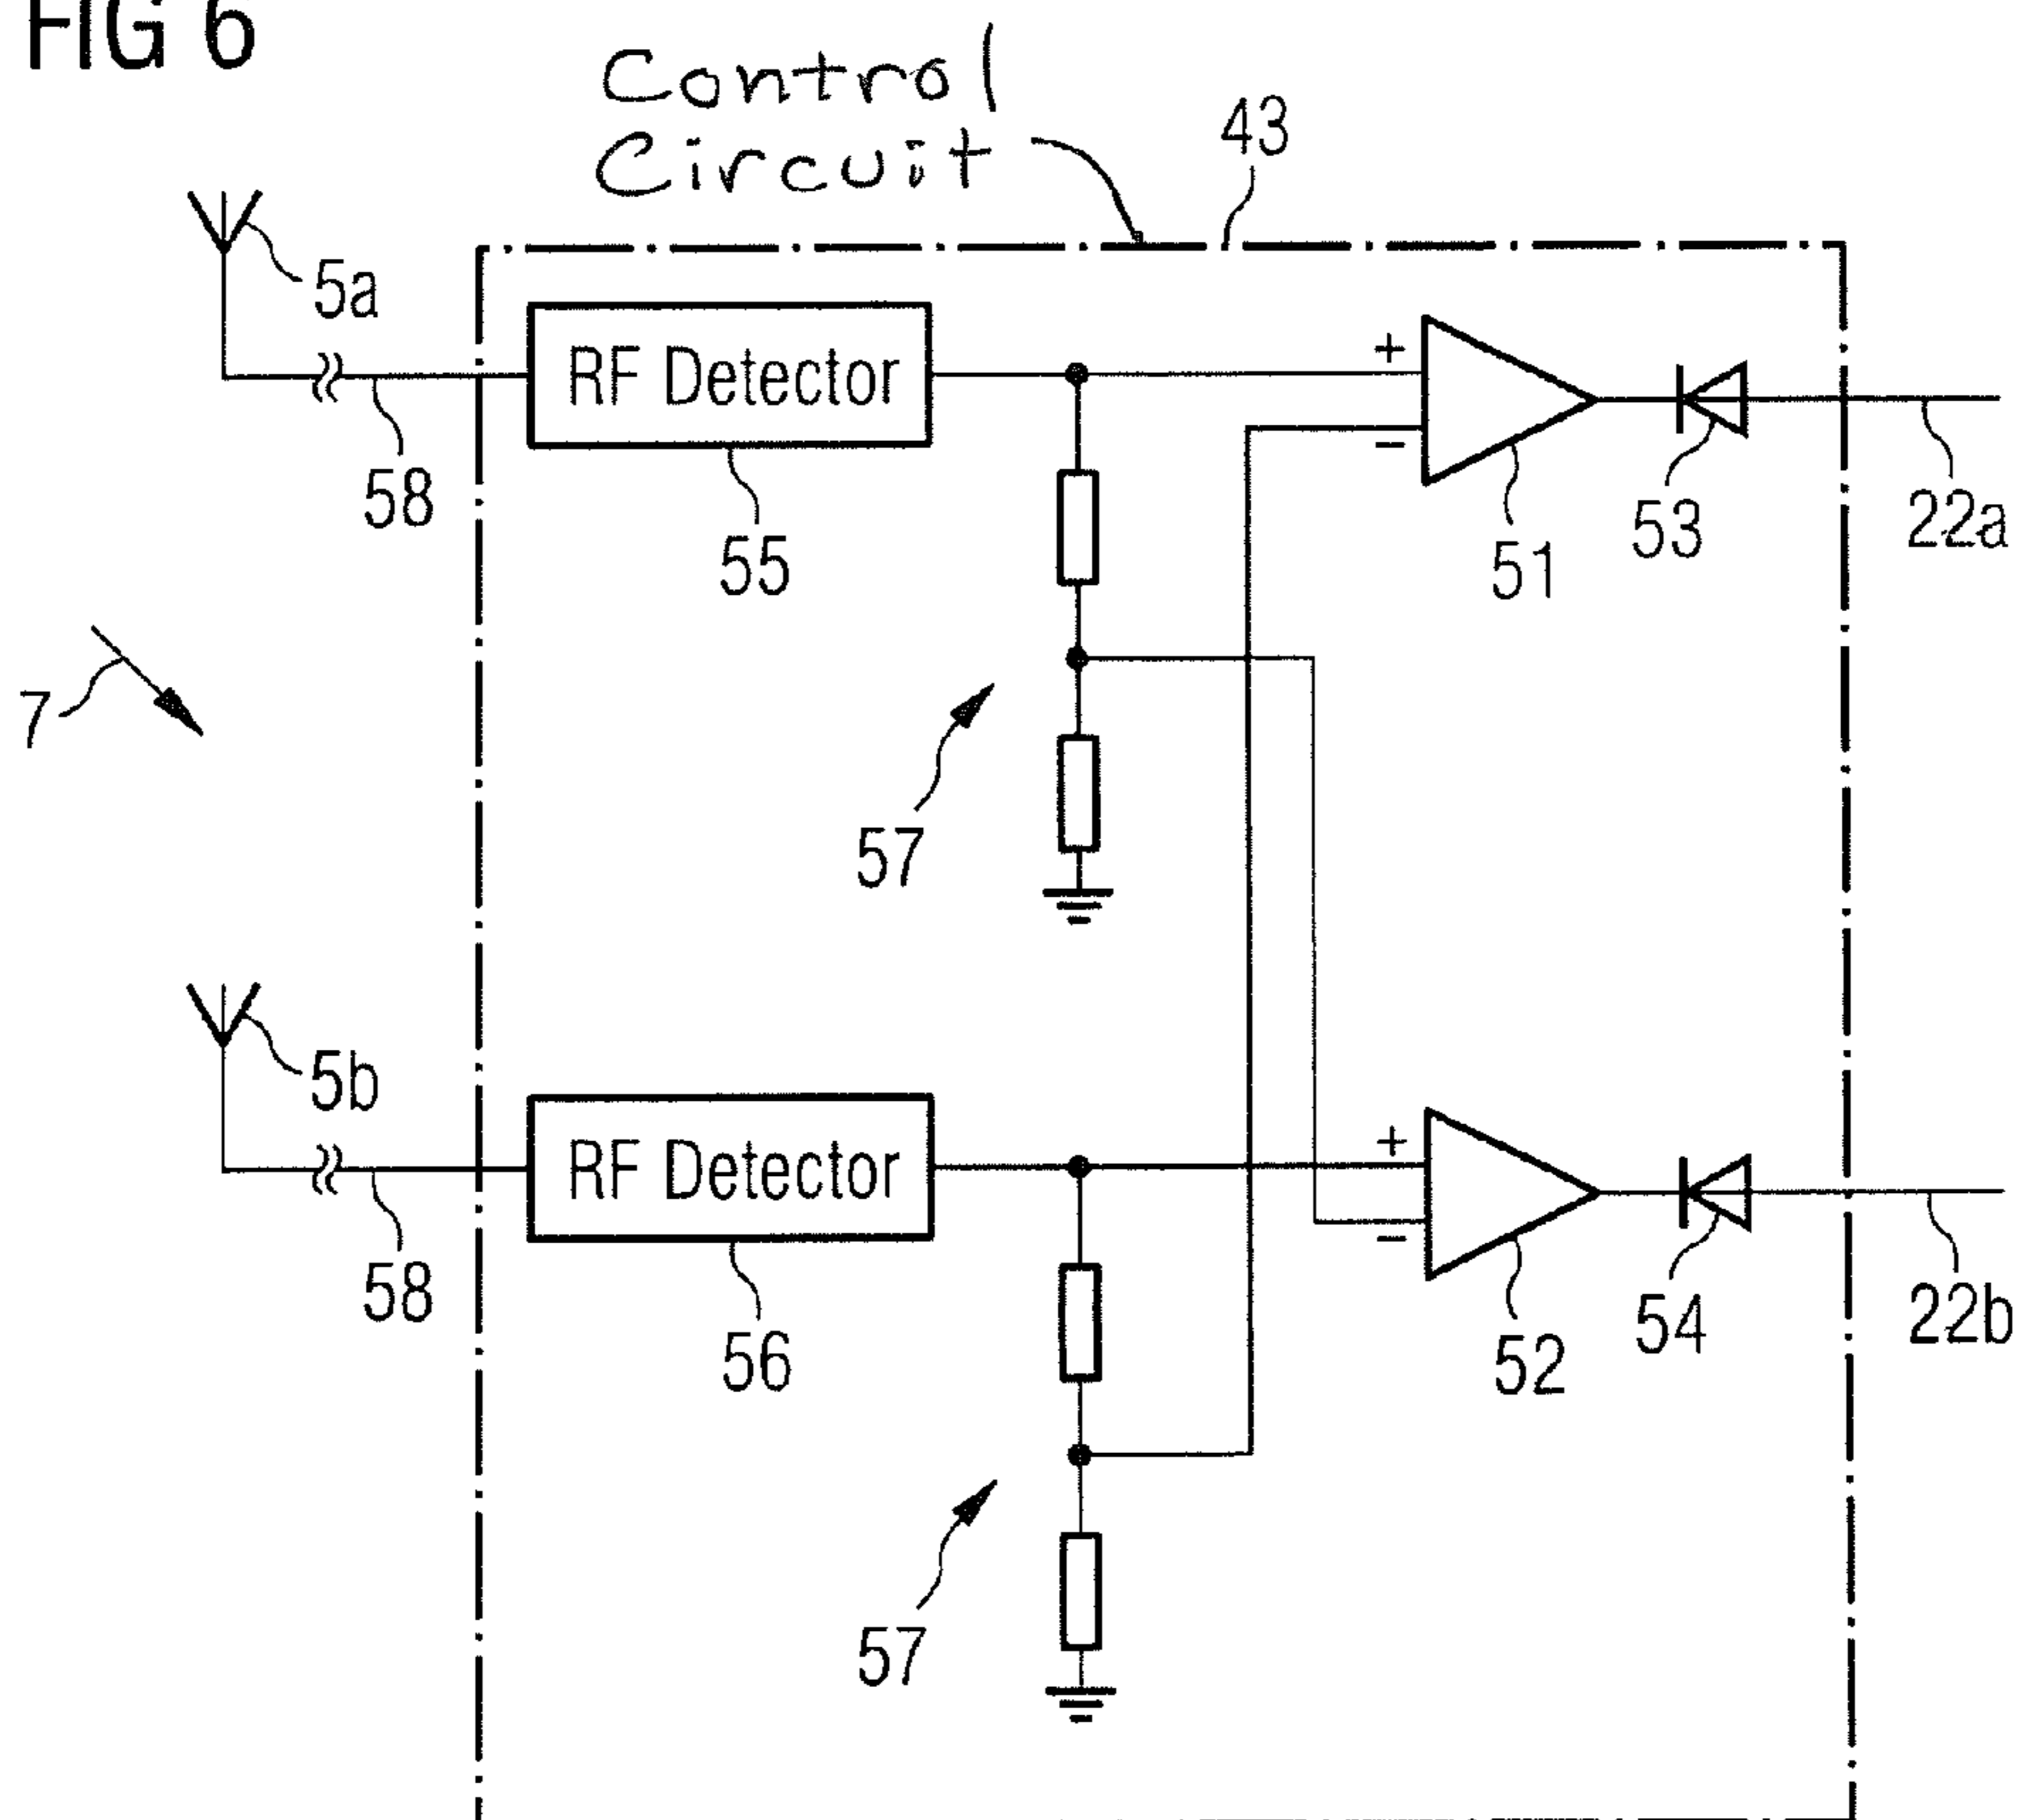 FIG 6
Control
Circuit
43
5a
RF Detector
+
-
58
55
51
53
22a
7
57
5b
RF Detector
+
-
58
56
52
54
22b
57